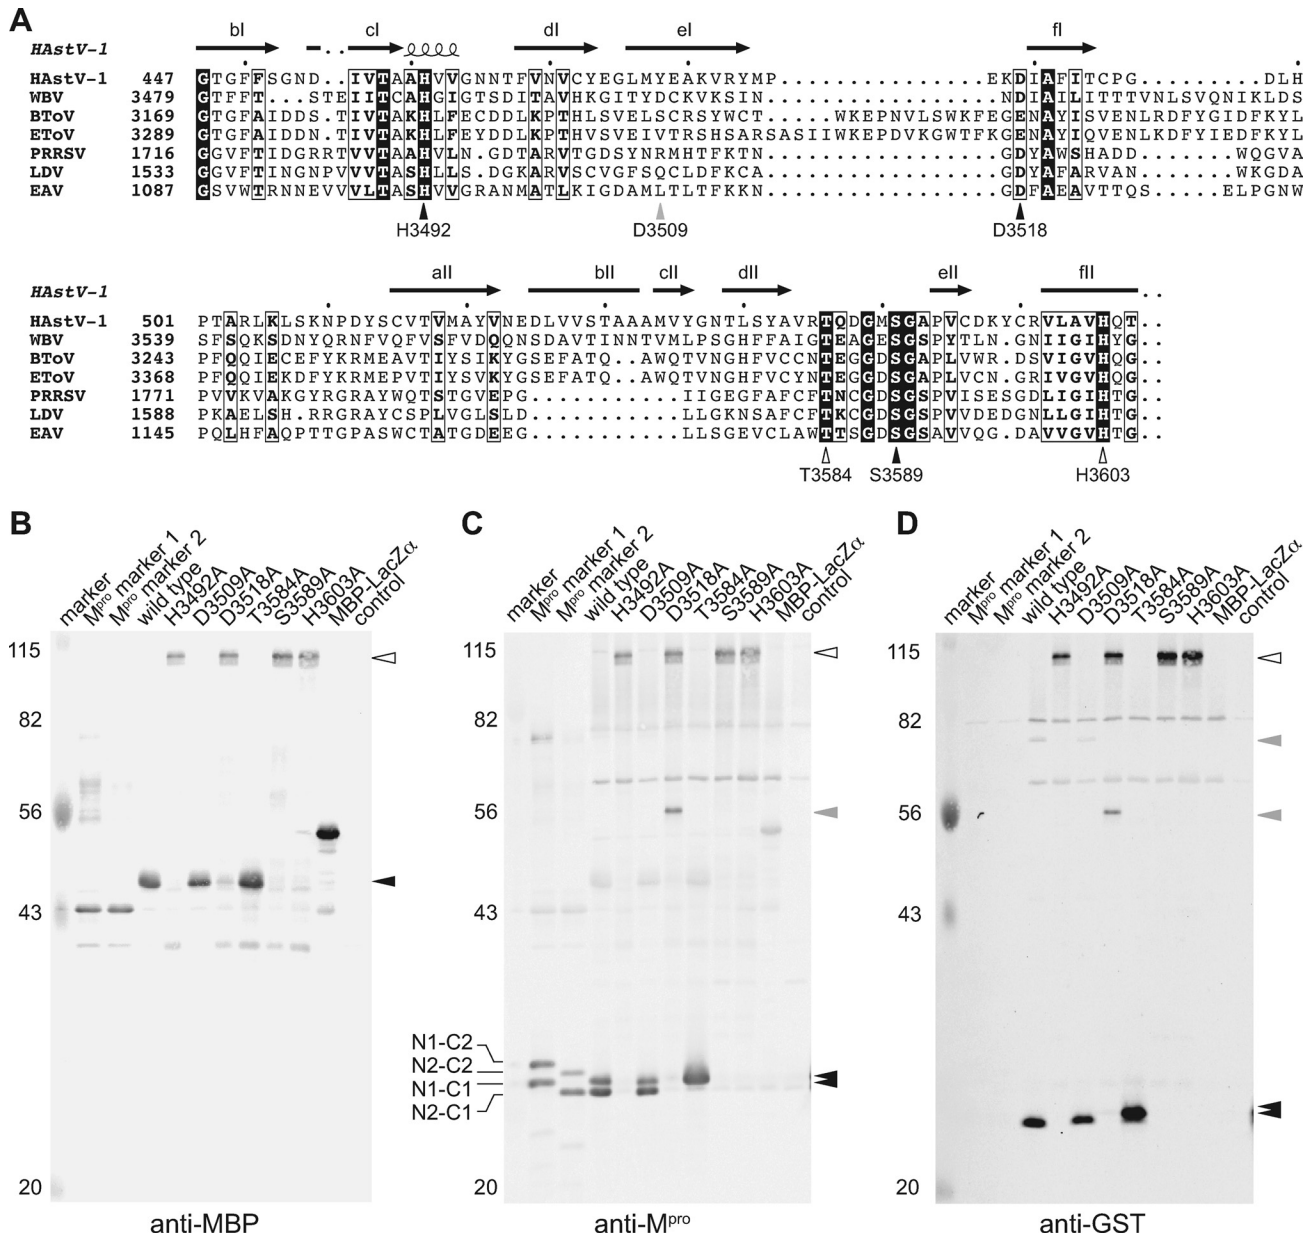 A
bI cI dI eI fI
HAstV-1
HAstV-1 447 GTGFFSGND..IVTAAHVVGNNTFVNVCYEGLMYEAKVRYMP................EKDIAFITCPG..........DLH
WBV 3479 GTFFT...STEIITCAHGIGTSDITAVHKGITYDCKVKSIN.................NDIAILITTTVNLSVQNIKLDS
BToV 3169 GTGFAIDDS.TIVTAKHLFECDDLKPTHLSVELSCRSYWCT.....WKEPNVLSWKFEGENAYISVENLRDFYGIDFKYL
EToV 3289 GTGFAIDDN.TIVTAKHLFEYDDLKPTHVSVEIVTRSHSARSASIIWKEPDVKGWTFKGENAYIQVENLKDFYIEDFKYL
PRRSV 1716 GGVFTIDGRRTVVTAAHVLN.GDTARVTGDSYNRMHTFKTN.................GDYAWSHADD.......WQGVA
LDV 1533 GTLFTINGNPVVVTASHLLS.DGKARVSCVGFSQCLDFKNN.................GDYAFARVTAN......WKGDA
EAV 1087 GSVWTRNNEVVVLTASHVVGRANMATLKIGDAMLTLTFKKN.................GDFAEAVTTQS.....ELPGNW
H3492 D3509 D3518
aII bII cII dII eII fII
HAstV-1
HAstV-1 501 PTARLKLSKNPDYSCVTVMAYVNEDLVVSTAAAMVYGNTLSYAVRTQDGMSGAPVCDKYCRVLAVHQT..
WBV 3539 SFSQKSDNYQRNFVQFVSFVDQQNSDAVTINNTVMLPSGHFFAIGTEAGESGSPYTLN.GHIVGIHYG..
BToV 3243 PFQQIECEFYKRMEAVTIYSIKYGSEFATQ..AWQTVNGHFVCCNTEGGDSGAPLVWR.DSVIGVHQG..
EToV 3368 PFQQIEKDFYKRMEPVTIYSVKYGSEFATQ..AWQTVNGHFVCYNTEGGDSGAPLVCN.GRIVGVHQG..
PRRSV 1771 PVVKVAKGYRGRAYWQTSTGVEPG...........IIGEGFAFCFTNCGDSGSPVISESGDLIGIHTG..
LDV 1588 PKAELSH.RRGRAYCSPLVGLSLD...........LLGKNSAFCFTKCGDSGSPVVDEDGNLLGIHTG..
EAV 1145 PQLHFAQPTTGPASWCTATGDEEG...........LLSGEVCLAWTTSGDSGSAVVQG.DAVVGVHTG..
T3584 S3589 H3603
B C D
marker Mpro marker 1 Mpro marker 2 wild type H3492A D3509A D3518A T3584A S3589A H3603A MBP-LacZα control
marker Mpro marker 1 Mpro marker 2 wild type H3492A D3509A D3518A T3584A S3589A H3603A MBP-LacZα control
marker Mpro marker 1 Mpro marker 2 wild type H3492A D3509A D3518A T3584A S3589A H3603A MBP-LacZα control
115 115 115
82 82 82
56 56 56
43 43 43
N1-C2
N2-C2
N1-C1
N2-C1
20 20 20
anti-MBP anti-Mpro anti-GST